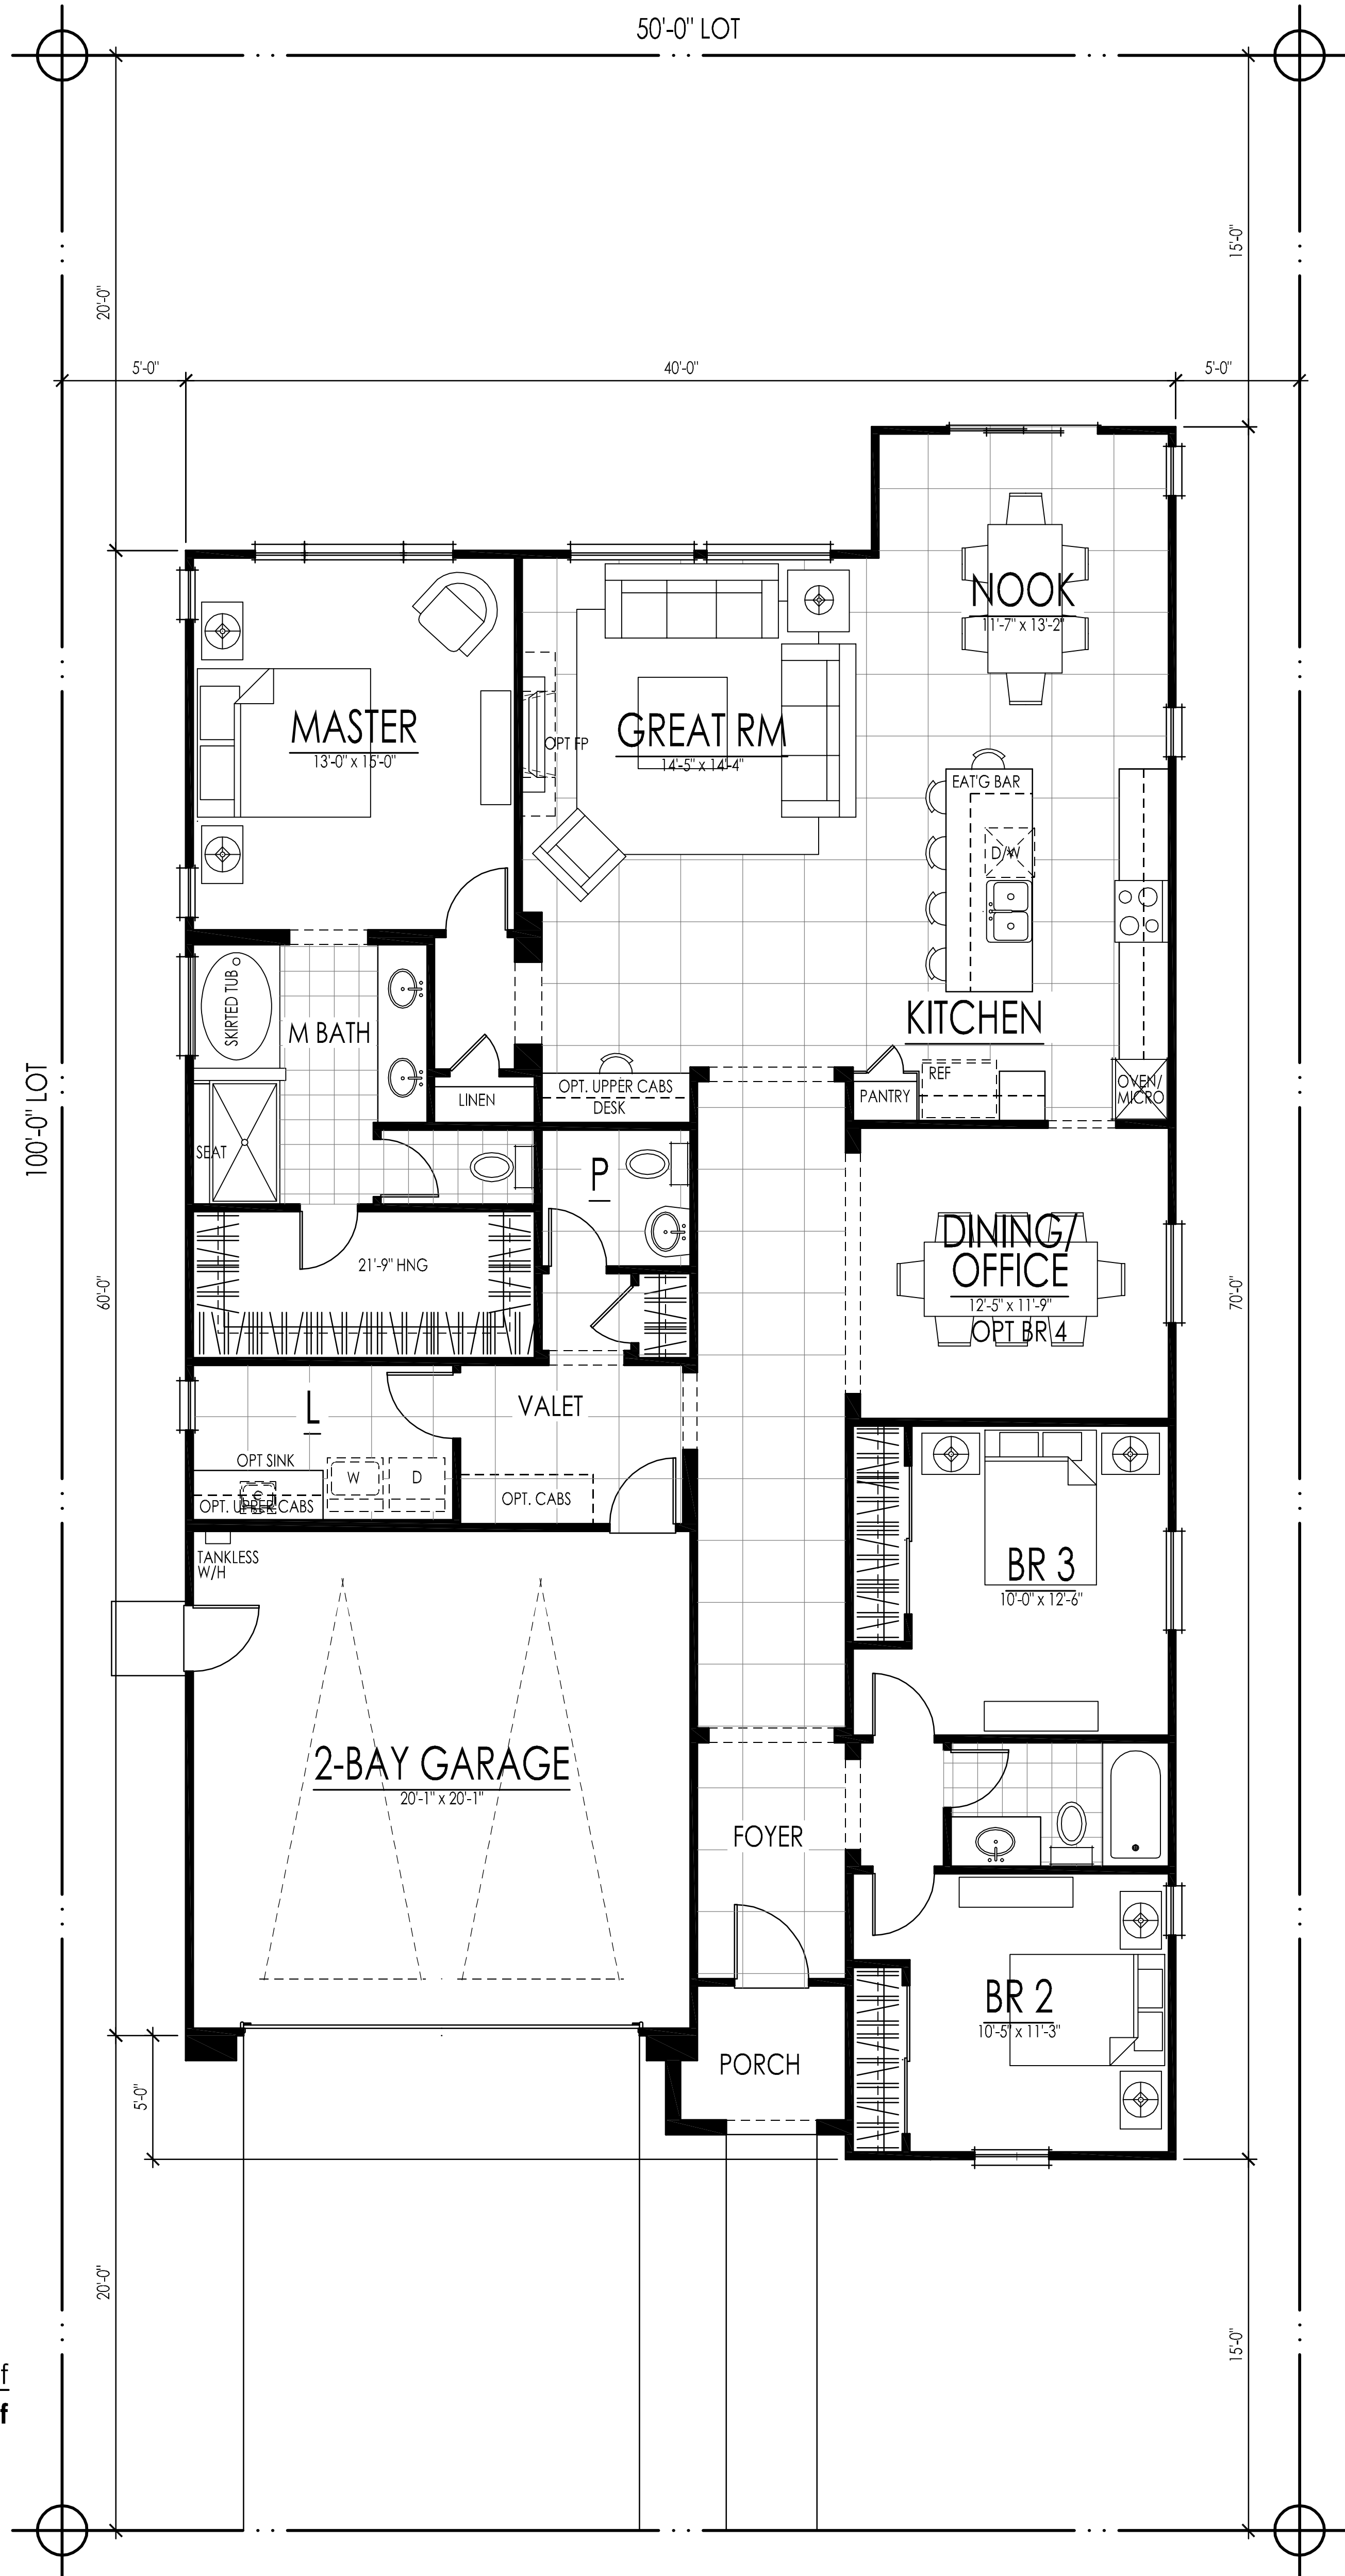 50'-0" LOT
15'-0"
20'-0"
5'-0"
40'-0"
5'-0"
NOOK
11'-7" x 13'-2"
MASTER
13'-0" x 15'-0"
OPT FP
GREAT RM
14'-5" x 14'-4"
EAT'G BAR
D/W
SKIRTED TUB
M BATH
KITCHEN
100'-0" LOT
LINEN
OPT. UPPER CABS
DESK
PANTRY
REF
OVEN/
MICRO
SEAT
P
21'-9" HNG
DINING/
OFFICE
12'-5" x 11'-9"
OPT BR 4
60'-0"
70'-0"
L
VALET
OPT SINK
W
D
OPT. UPPER CABS
OPT. CABS
TANKLESS
W/H
BR 3
10'-0" x 12'-6"
2-BAY GARAGE
20'-1" x 20'-1"
FOYER
BR 2
10'-5" x 11'-3"
PORCH
5'-0"
20'-0"
15'-0"
f
f